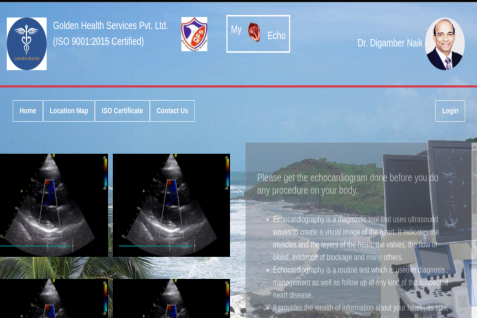 Golden Health Services Pvt. Ltd.
(ISO 9001:2015 Certified)
My Echo
Dr. Digamber Naik
Home
Location Map
ISO Certificate
Contact Us
Login
Please get the echocardiogram done before you do
any procedure on your body.
Echocardiography is a diagnostic tool that uses ultrasound
waves to create a visual image of the heart. It indicates the
muscles and the layers of the heart, the valves, the flow of
blood, evidence of blockage and many others.
Echocardiography is a routine test which is used in diagnosis,
management as well as follow up of any kind of the suspected
heart disease.
It provides the wealth of information about your heart